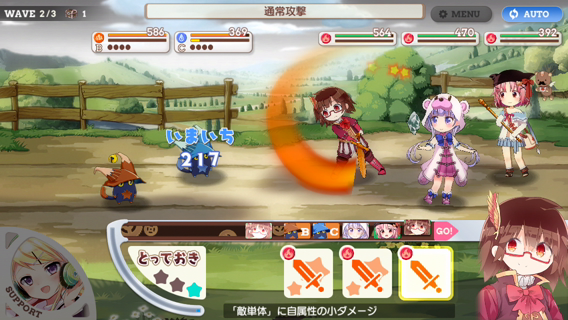 WAVE 2/3 1
通常攻撃
MENU
AUTO
586
B
369
C
564
470
392
いまいち
217
B C GO!
とっておき
SUPPORT
「敵単体」に自属性の小ダメージ